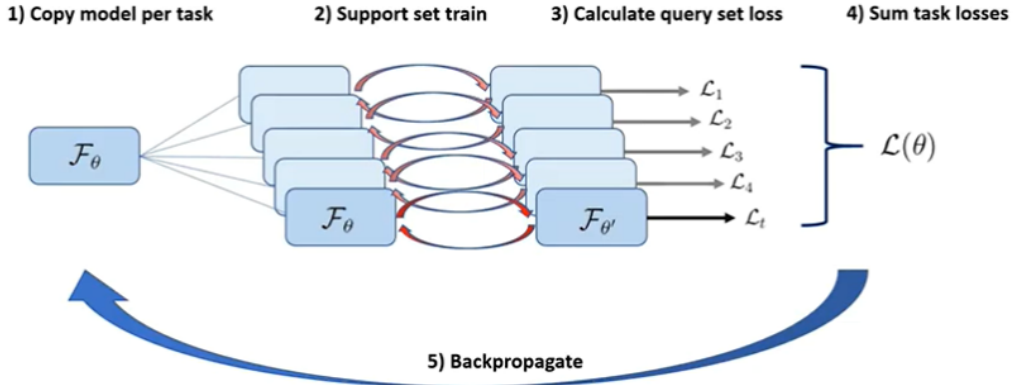 1) Copy model per task
2) Support set train
3) Calculate query set loss
4) Sum task losses
ℱθ
ℱθ
ℱθ′
ℒ₁
ℒ₂
ℒ₃
ℒ₄
ℒₜ
ℒ(θ)
5) Backpropagate